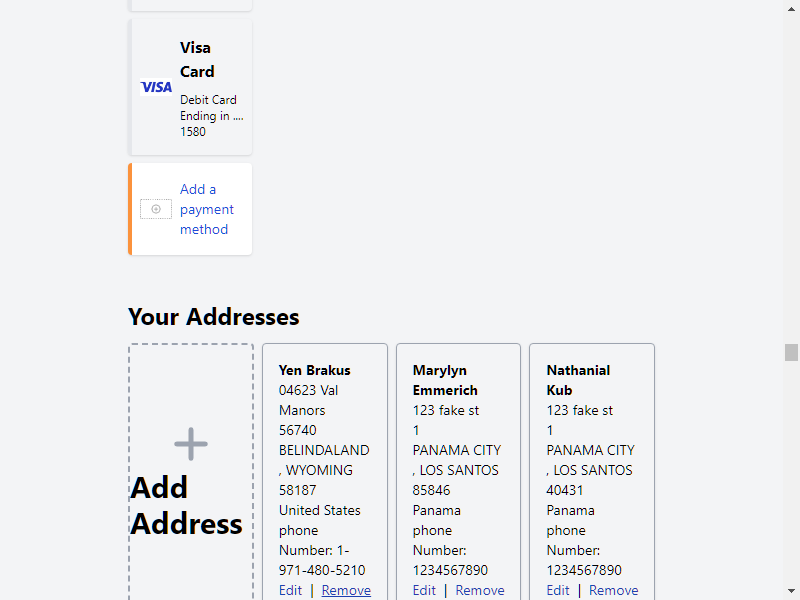 Visa
Card
VISA
Debit Card
Ending in ....
1580
Add a
payment
method
Your Addresses
Add
Address
Yen Brakus
04623 Val
Manors
56740
BELINDALAND
, WYOMING
58187
United States
phone
Number: 1-
971-480-5210
Edit | Remove
Marylyn
Emmerich
123 fake st
1
PANAMA CITY
, LOS SANTOS
85846
Panama
phone
Number:
1234567890
Edit | Remove
Nathanial
Kub
123 fake st
1
PANAMA CITY
, LOS SANTOS
40431
Panama
phone
Number:
1234567890
Edit | Remove